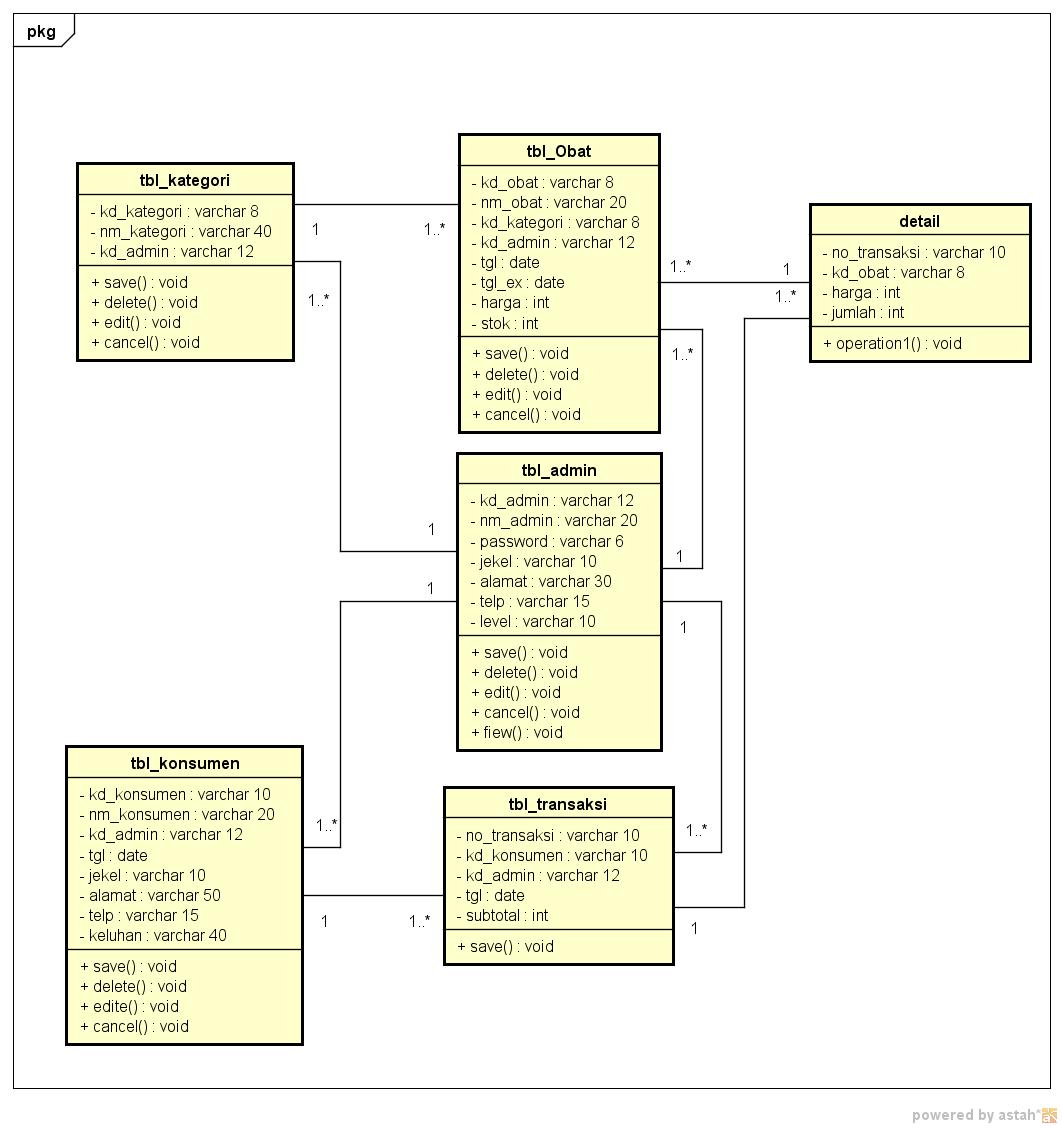 pkg
tbl_kategori
- kd_kategori : varchar 8
- nm_kategori : varchar 40
- kd_admin : varchar 12
+ save() : void
+ delete() : void
+ edit() : void
+ cancel() : void
1
1..*
1..*
1
tbl_Obat
- kd_obat : varchar 8
- nm_obat : varchar 20
- kd_kategori : varchar 8
- kd_admin : varchar 12
- tgl : date
- tgl_ex : date
- harga : int
- stok : int
+ save() : void
+ delete() : void
+ edit() : void
+ cancel() : void
1..*
1
1..*
1..*
1
detail
- no_transaksi : varchar 10
- kd_obat : varchar 8
- harga : int
- jumlah : int
+ operation1() : void
tbl_admin
- kd_admin : varchar 12
- nm_admin : varchar 20
- password : varchar 6
- jekel : varchar 10
- alamat : varchar 30
- telp : varchar 15
- level : varchar 10
+ save() : void
+ delete() : void
+ edit() : void
+ cancel() : void
+ fiew() : void
1
1
1..*
1..*
tbl_konsumen
- kd_konsumen : varchar 10
- nm_konsumen : varchar 20
- kd_admin : varchar 12
- tgl : date
- jekel : varchar 10
- alamat : varchar 50
- telp : varchar 15
- keluhan : varchar 40
+ save() : void
+ delete() : void
+ edite() : void
+ cancel() : void
1
1..*
tbl_transaksi
- no_transaksi : varchar 10
- kd_konsumen : varchar 10
- kd_admin : varchar 12
- tgl : date
- subtotal : int
+ save() : void
1
powered by astah*